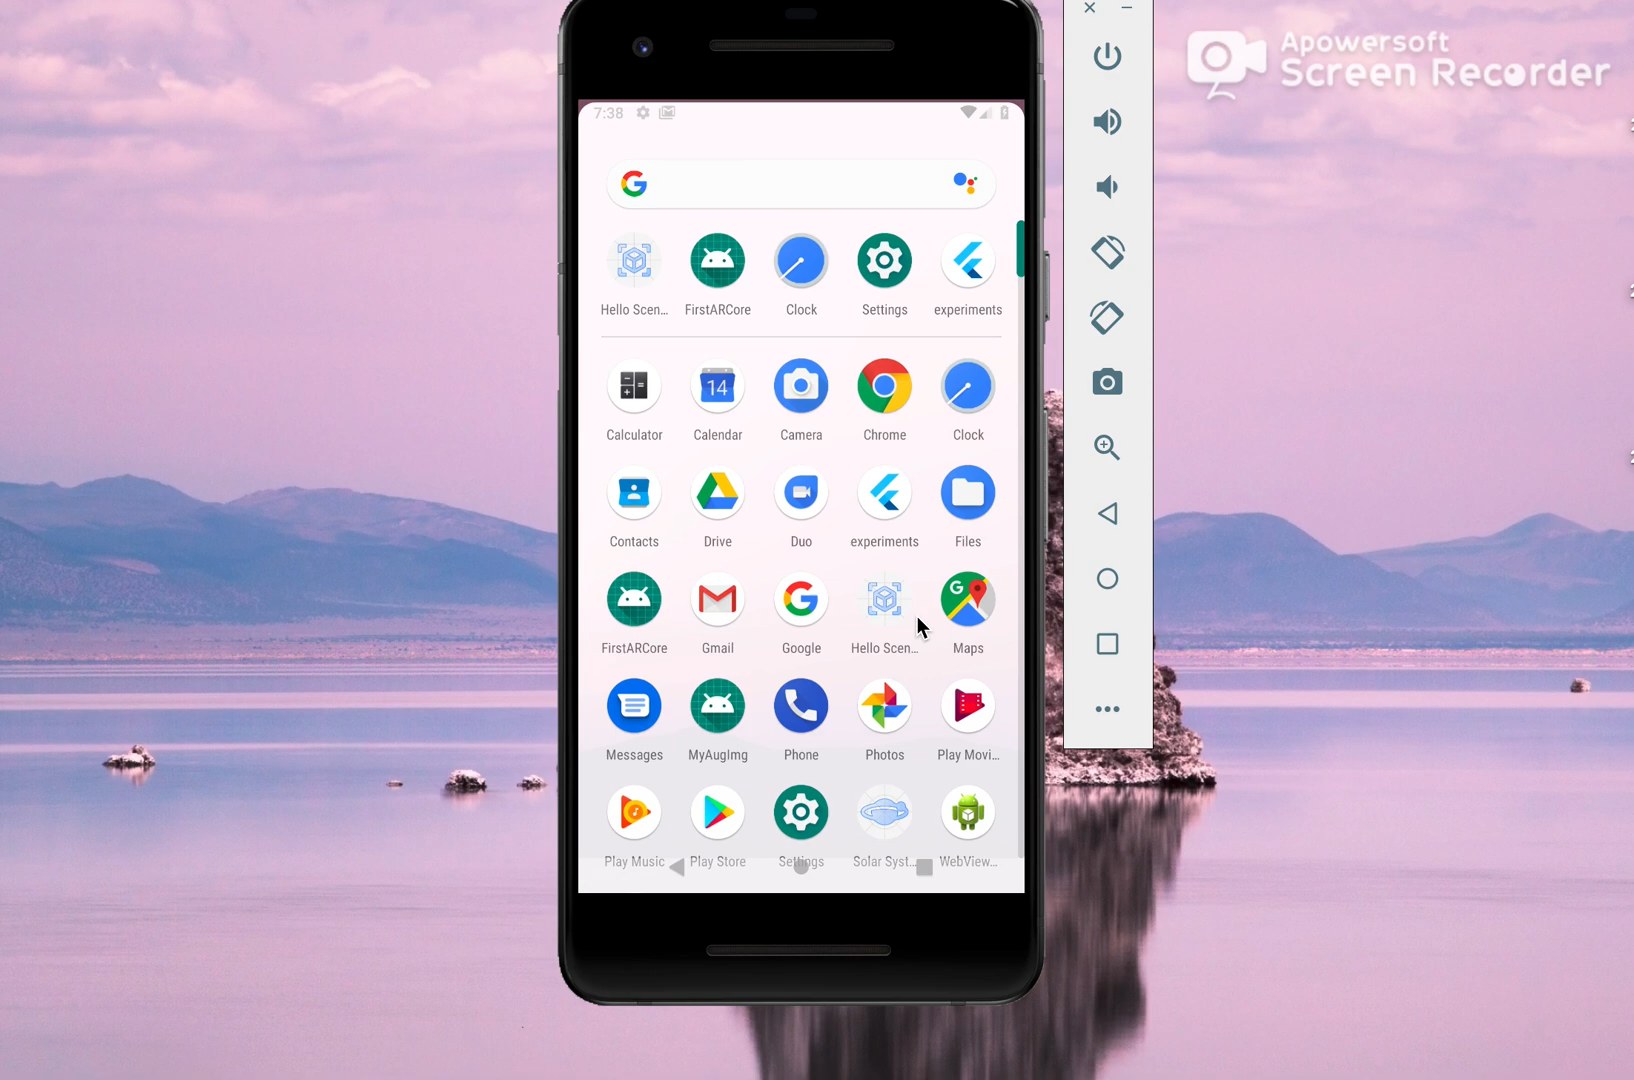 Apowersoft
Screen Recorder
7:38
Hello Scen... FirstARCore Clock Settings experiments
14
Calculator Calendar Camera Chrome Clock
Contacts Drive Duo experiments Files
G
FirstARCore Gmail Google Hello Scen... Maps
Messages MyAugImg Phone Photos Play Movi...
Play Music Play Store Settings Solar Syst... WebView...